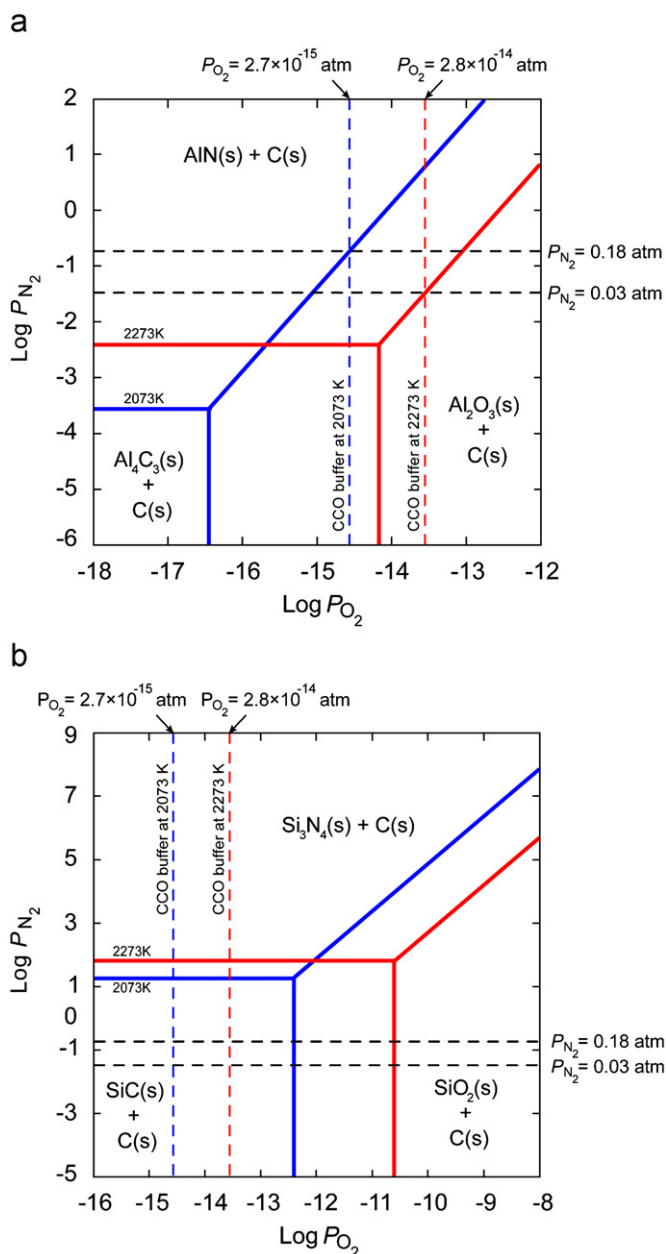 a
P_O2 = 2.7×10^-15 atm
P_O2 = 2.8×10^-14 atm
2
1
0
-1
-2
-3
-4
-5
-6
Log P_N2
AlN(s) + C(s)
P_N2 = 0.18 atm
P_N2 = 0.03 atm
2273K
2073K
Al4C3(s)
+
C(s)
CCO buffer at 2073 K
CCO buffer at 2273 K
Al2O3(s)
+
C(s)
-18 -17 -16 -15 -14 -13 -12
Log P_O2
b
P_O2 = 2.7×10^-15 atm
P_O2 = 2.8×10^-14 atm
9
7
5
3
1
0
-1
-3
-5
Log P_N2
CCO buffer at 2073 K
CCO buffer at 2273 K
Si3N4(s) + C(s)
2273K
2073K
P_N2 = 0.18 atm
P_N2 = 0.03 atm
SiC(s)
+
C(s)
SiO2(s)
+
C(s)
-16 -15 -14 -13 -12 -11 -10 -9 -8
Log P_O2